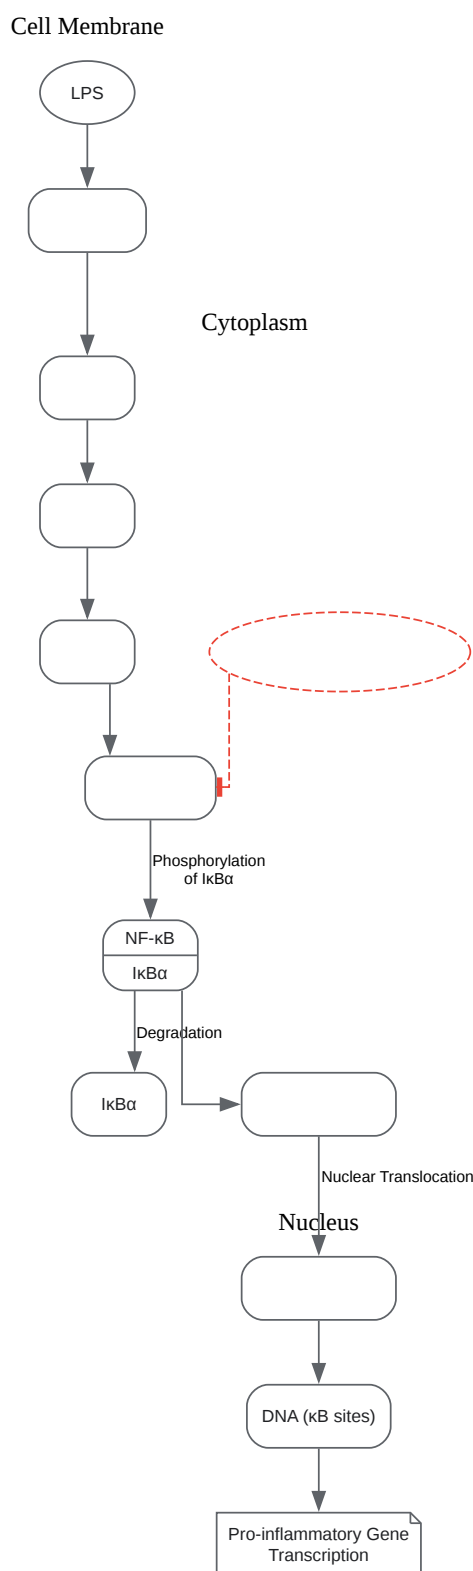 Cell Membrane
LPS
Cytoplasm
Phosphorylation
of IκBα
NF-κB
IκBα
Degradation
IκBα
Nuclear Translocation
Nucleus
DNA (κB sites)
Pro-inflammatory Gene
Transcription